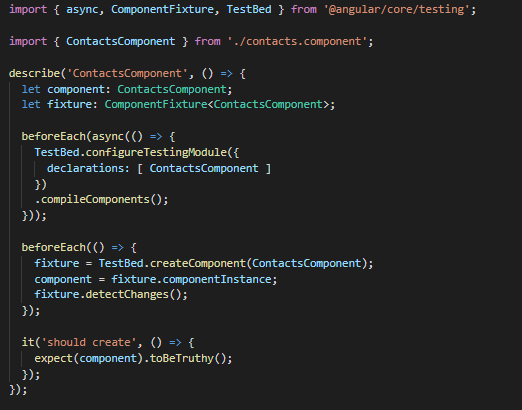 import { async, ComponentFixture, TestBed } from '@angular/core/testing';
import { ContactsComponent } from './contacts.component';
describe('ContactsComponent', () => {
  let component: ContactsComponent;
  let fixture: ComponentFixture<ContactsComponent>;
  beforeEach(async(() => {
    TestBed.configureTestingModule({
      declarations: [ ContactsComponent ]
    })
    .compileComponents();
  }));
  beforeEach(() => {
    fixture = TestBed.createComponent(ContactsComponent);
    component = fixture.componentInstance;
    fixture.detectChanges();
  });
  it('should create', () => {
    expect(component).toBeTruthy();
  });
});